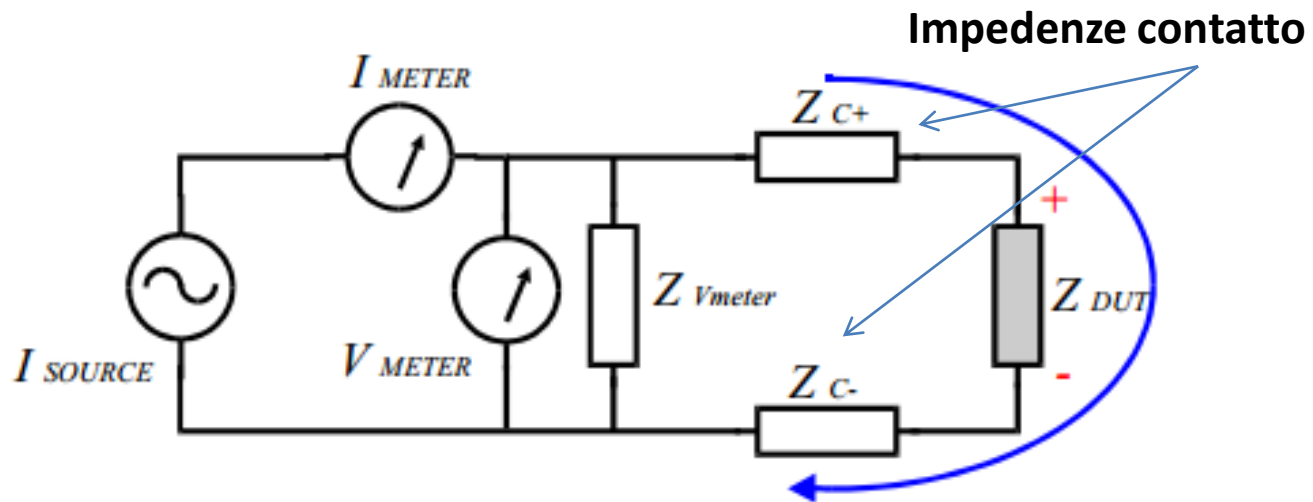 Impedenze contatto
I METER
Z C+
+
Z Vmeter
Z DUT
I SOURCE
V METER
-
Z C-